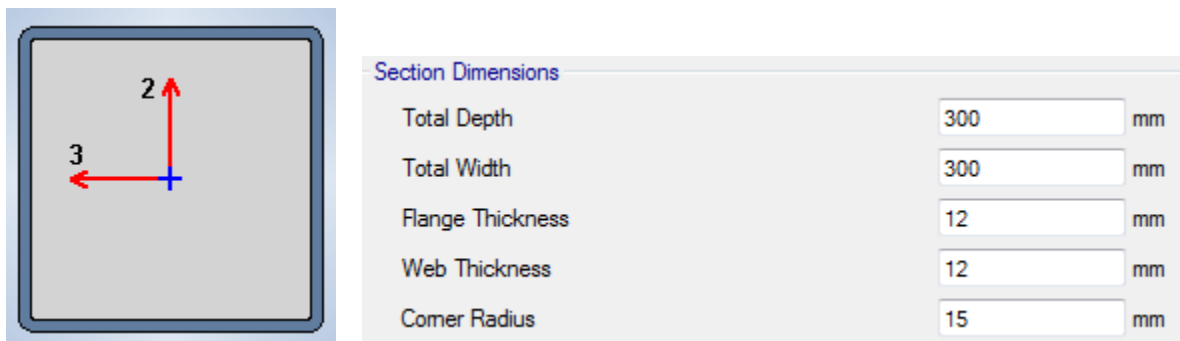 2
3
Section Dimensions
Total Depth 300 mm
Total Width 300 mm
Flange Thickness 12 mm
Web Thickness 12 mm
Corner Radius 15 mm